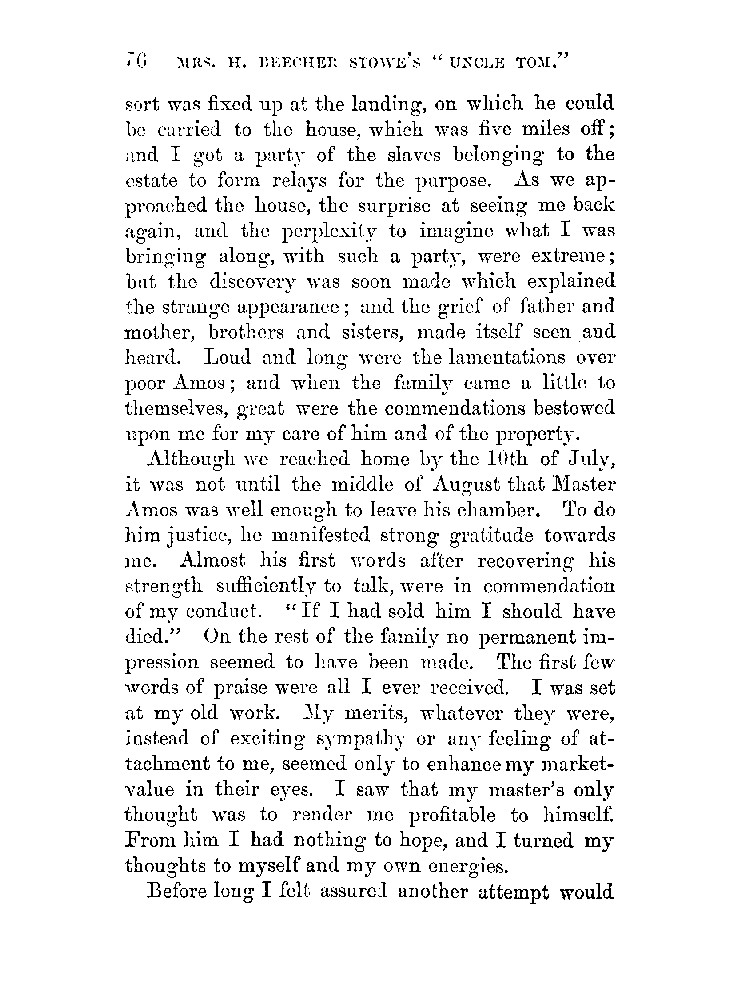 76 MRS. H. BEECHER STOWE'S " UNCLE TOM."
sort was fixed up at the landing, on which he could
be carried to the house, which was five miles off;
and I got a party of the slaves belonging to the
estate to form relays for the purpose. As we ap-
proached the house, the surprise at seeing me back
again, and the perplexity to imagine what I was
bringing along, with such a party, were extreme;
but the discovery was soon made which explained
the strange appearance; and the grief of father and
mother, brothers and sisters, made itself seen and
heard. Loud and long were the lamentations over
poor Amos; and when the family came a little to
themselves, great were the commendations bestowed
upon me for my care of him and of the property.
Although we reached home by the 10th of July,
it was not until the middle of August that Master
Amos was well enough to leave his chamber. To do
him justice, he manifested strong gratitude towards
me. Almost his first words after recovering his
strength sufficiently to talk, were in commendation
of my conduct. "If I had sold him I should have
died." On the rest of the family no permanent im-
pression seemed to have been made. The first few
words of praise were all I ever received. I was set
at my old work. My merits, whatever they were,
instead of exciting sympathy or any feeling of at-
tachment to me, seemed only to enhance my market-
value in their eyes. I saw that my master's only
thought was to render me profitable to himself.
From him I had nothing to hope, and I turned my
thoughts to myself and my own energies.
Before long I felt assured another attempt would